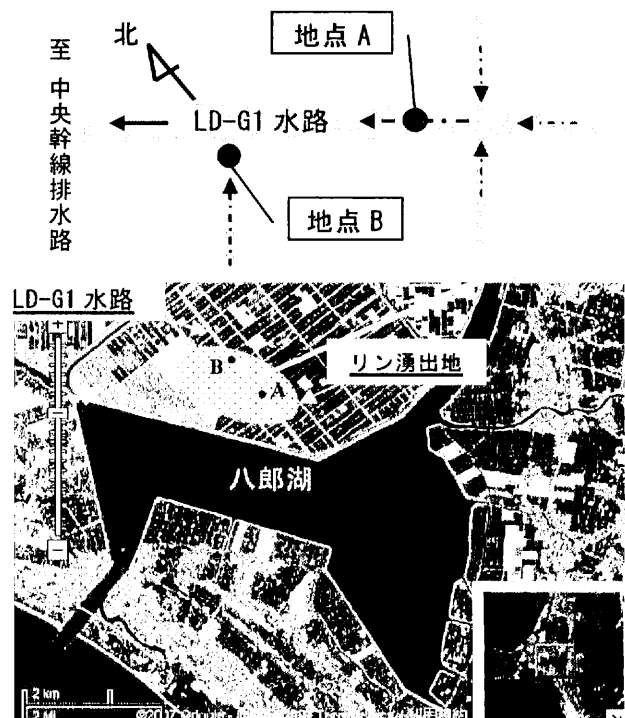 地点 A
北
至 中央幹線排水路
LD-G1 水路
地点 B
LD-G1 水路
B
A
リン湧出地
八郎湖
2 km
2 Mi